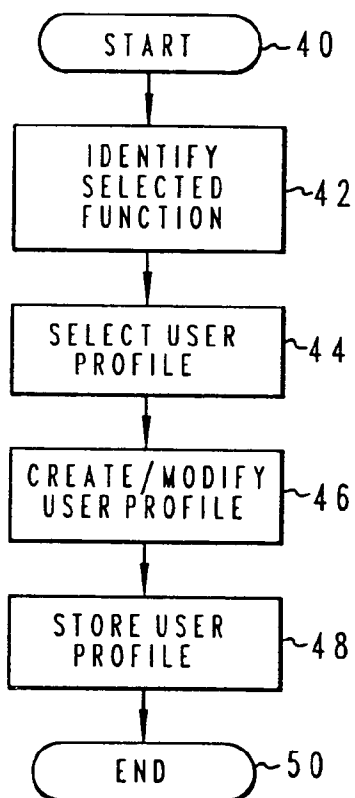 START 40
IDENTIFY
SELECTED
FUNCTION 42
SELECT USER
PROFILE 44
CREATE/MODIFY
USER PROFILE 46
STORE USER
PROFILE 48
END 50